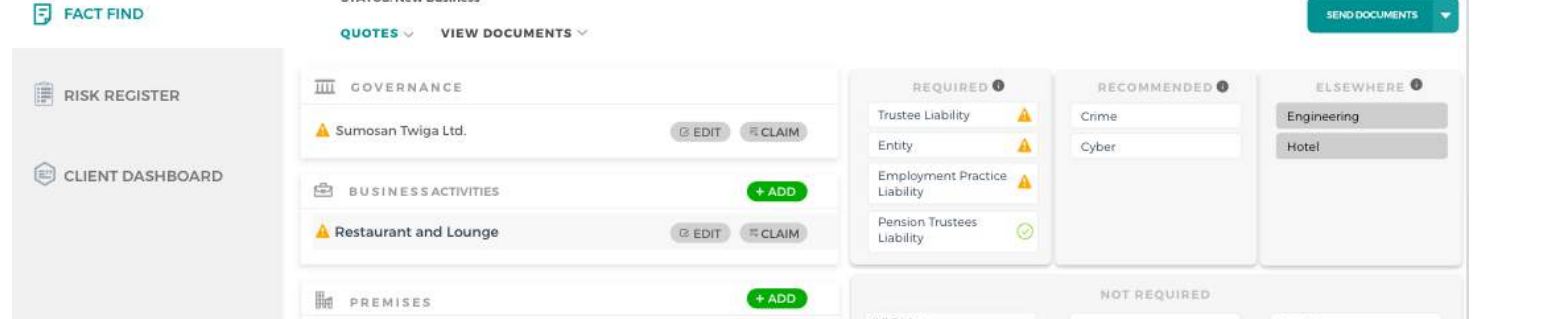 FACT FIND
SEND DOCUMENTS
QUOTES VIEW DOCUMENTS
RISK REGISTER
CLIENT DASHBOARD
GOVERNANCE
Sumosan Twiga Ltd.
EDIT CLAIM
BUSINESS ACTIVITIES
+ ADD
Restaurant and Lounge
EDIT CLAIM
PREMISES
+ ADD
REQUIRED
Trustee Liability
Entity
Employment Practice
Liability
Pension Trustees
Liability
RECOMMENDED
Crime
Cyber
ELSEWHERE
Engineering
Hotel
NOT REQUIRED